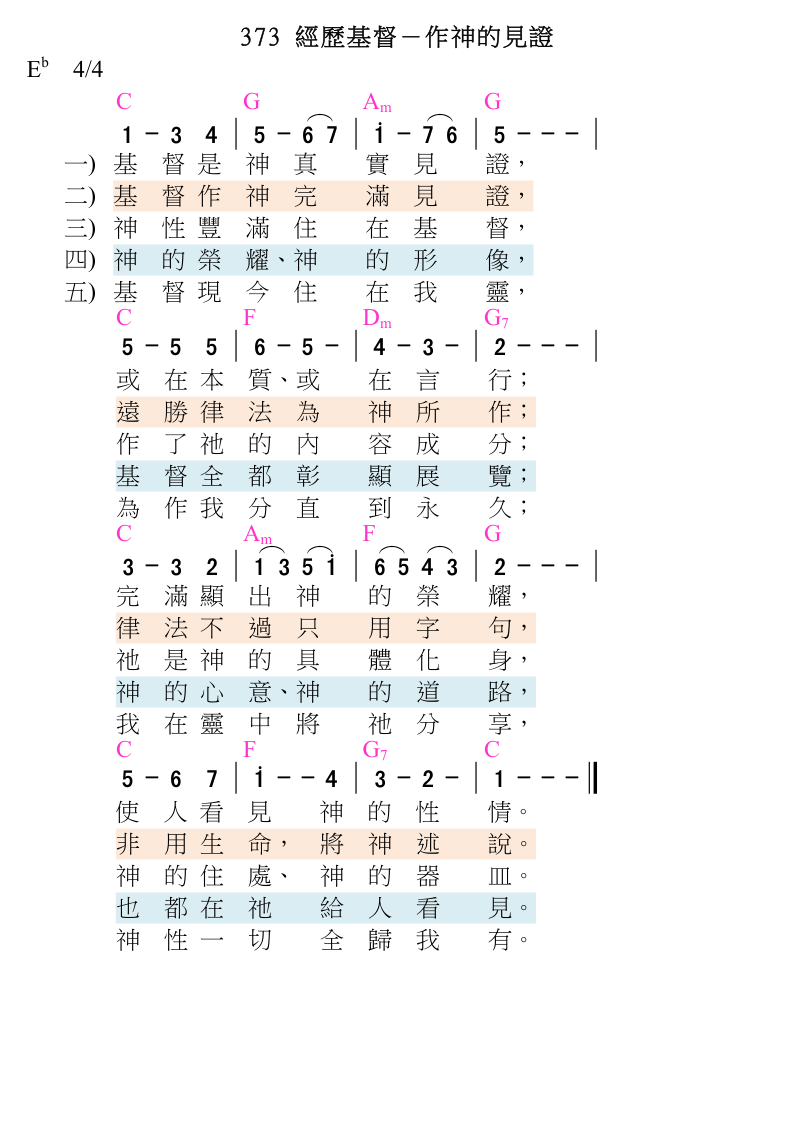 373 經歷基督－作神的見證
E♭ 4/4
C G Am G
1 － 3 4 | 5 － 6 7 | i － 7 6 | 5 － － － |
一) 基督是神真實見證，
二) 基督作神完滿見證，
三) 神性豐滿住在基督，
四) 神的榮耀、神的形像，
五) 基督現今住在我靈，
C F Dm G7
5 － 5 5 | 6 － 5 － | 4 － 3 － | 2 － － － |
或在本質、或在言行；
遠勝律法為神所作；
作了祂的內容成分；
基督全都彰顯展覽；
為作我分直到永久；
C Am F G
3 － 3 2 | 1 3 5 i | 6 5 4 3 | 2 － － － |
完滿顯出神的榮耀，
律法不過只用字句，
祂是神的具體化身，
神的心意、神的道路，
我在靈中將祂分享，
C F G7 C
5 － 6 7 | i － － 4 | 3 － 2 － | 1 － － － ‖
使人看見神的性情。
非用生命，將神述說。
神的住處、神的器皿。
也都在祂給人看見。
神性一切全歸我有。